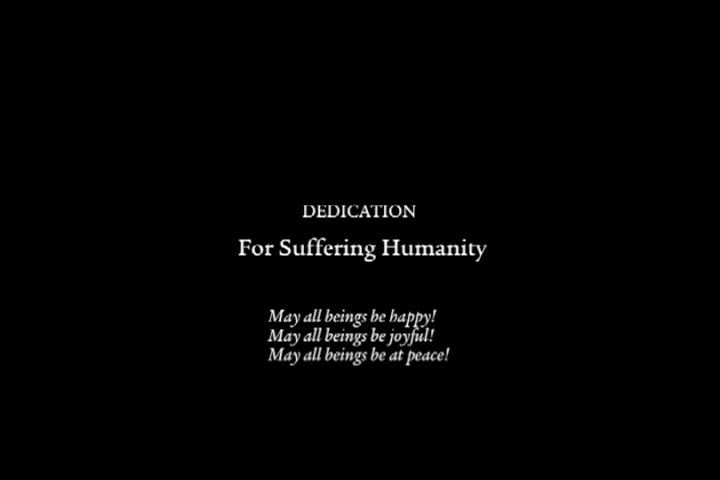 DEDICATION
For Suffering Humanity
May all beings be happy!
May all beings be joyful!
May all beings be at peace!